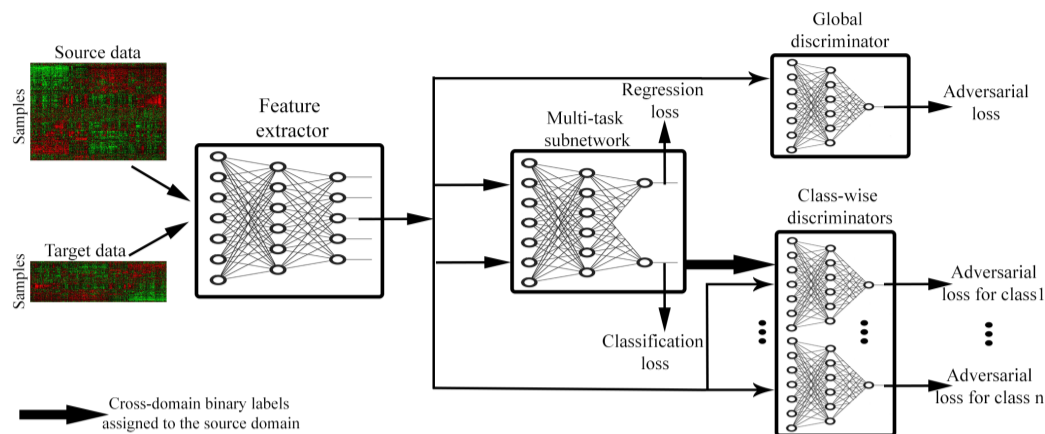 Source data
Samples
Target data
Samples
Feature
extractor
Multi-task
subnetwork
Regression
loss
Classification
loss
Global
discriminator
Adversarial
loss
Class-wise
discriminators
Adversarial
loss for class1
Adversarial
loss for class n
Cross-domain binary labels
assigned to the source domain